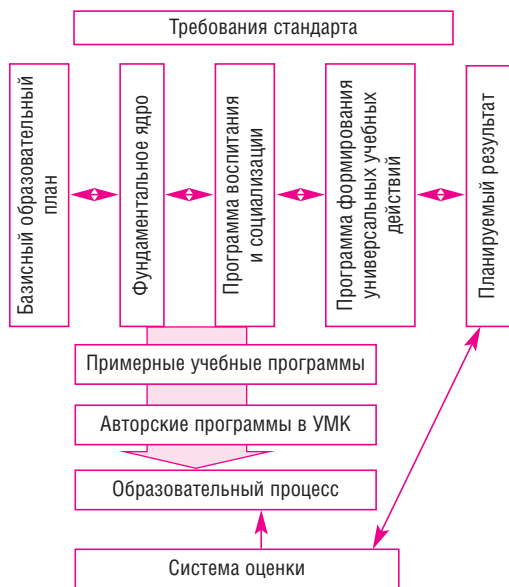 Требования стандарта
Базисный образовательный
план
Фундаментальное ядро
Программа воспитания
и социализации
Программа формирования
универсальных учебных
действий
Планируемый результат
Примерные учебные программы
Авторские программы в УМК
Образовательный процесс
Система оценки